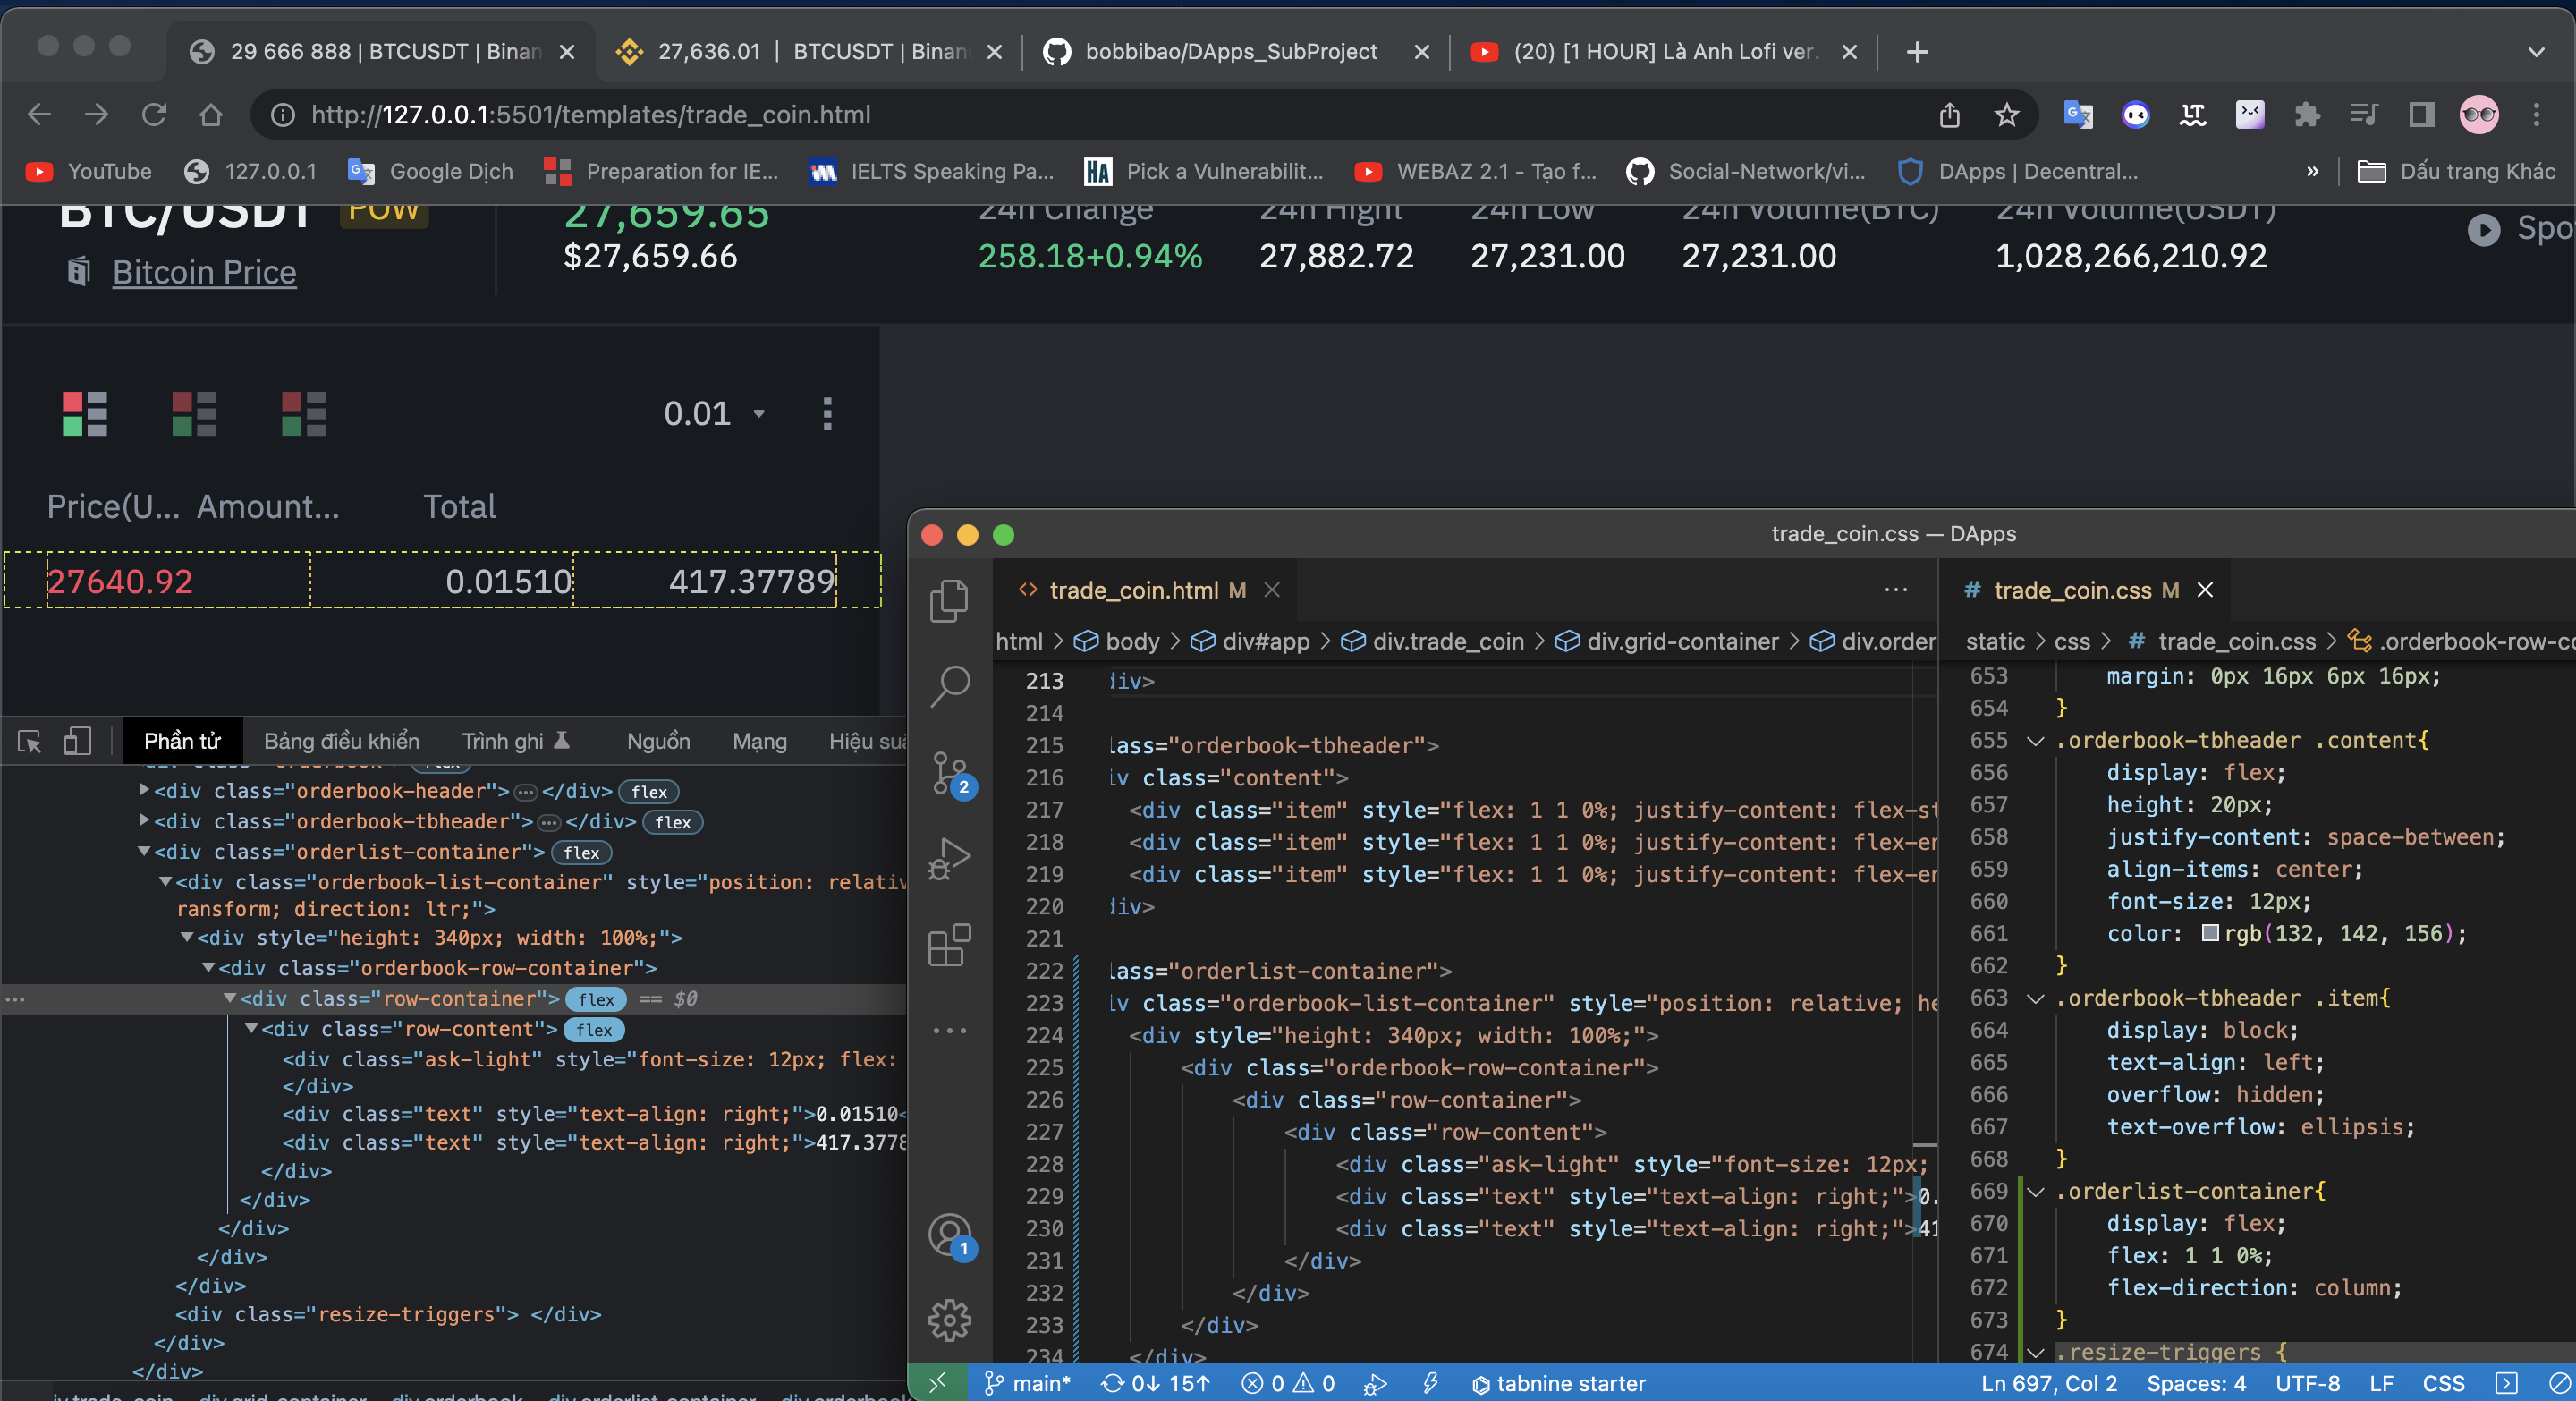 29 666 888 | BTCUSDT | Binan
27,636.01 | BTCUSDT | Binan
bobbibao/DApps_SubProject
(20) [1 HOUR] Là Anh Lofi ver.
http://127.0.0.1:5501/templates/trade_coin.html
YouTube
127.0.0.1
Google Dịch
Preparation for IE...
IELTS Speaking Pa...
Pick a Vulnerabilit...
WEBAZ 2.1 - Tạo f...
Social-Network/vi...
DApps | Decentral...
»
Dấu trang Khác
BTC/USDT POW
27,659.65
24h Change
24h Hight
24h Low
24h Volume(BTC)
24h Volume(USDT)
Spo
$27,659.66
258.18+0.94%
27,882.72
27,231.00
27,231.00
1,028,266,210.92
Bitcoin Price
0.01
Price(U... Amount... Total
27640.92 0.01510 417.37789
Phần tử Bảng điều khiển Trình ghi Nguồn Mạng Hiệu suấ
<div class="orderbook-header">…</div> flex
<div class="orderbook-tbheader">…</div> flex
<div class="orderlist-container"> flex
<div class="orderbook-list-container" style="position: relativ
ransform; direction: ltr;">
<div style="height: 340px; width: 100%;">
<div class="orderbook-row-container">
... <div class="row-container"> flex == $0
<div class="row-content"> flex
<div class="ask-light" style="font-size: 12px; flex:
</div>
<div class="text" style="text-align: right;">0.01510<
<div class="text" style="text-align: right;">417.3778
</div>
</div>
</div>
</div>
</div>
<div class="resize-triggers"> </div>
</div>
</div>
trade_coin.css — DApps
trade_coin.html M
html > body > div#app > div.trade_coin > div.grid-container > div.order
213 div>
214
215 lass="orderbook-tbheader">
216 iv class="content">
217 <div class="item" style="flex: 1 1 0%; justify-content: flex-st
218 <div class="item" style="flex: 1 1 0%; justify-content: flex-en
219 <div class="item" style="flex: 1 1 0%; justify-content: flex-en
220 div>
221
222 lass="orderlist-container">
223 iv class="orderbook-list-container" style="position: relative; he
224 <div style="height: 340px; width: 100%;">
225 <div class="orderbook-row-container">
226 <div class="row-container">
227 <div class="row-content">
228 <div class="ask-light" style="font-size: 12px;
229 <div class="text" style="text-align: right;">0.
230 <div class="text" style="text-align: right;">41
231 </div>
232 </div>
233 </div>
234 </div>
2
1
# trade_coin.css M
static > css > # trade_coin.css > .orderbook-row-co
653 margin: 0px 16px 6px 16px;
654 }
655 .orderbook-tbheader .content{
656 display: flex;
657 height: 20px;
658 justify-content: space-between;
659 align-items: center;
660 font-size: 12px;
661 color: rgb(132, 142, 156);
662 }
663 .orderbook-tbheader .item{
664 display: block;
665 text-align: left;
666 overflow: hidden;
667 text-overflow: ellipsis;
668 }
669 .orderlist-container{
670 display: flex;
671 flex: 1 1 0%;
672 flex-direction: column;
673 }
674 .resize-triggers {
main* 0↓ 15↑ 0 0 tabnine starter Ln 697, Col 2 Spaces: 4 UTF-8 LF CSS